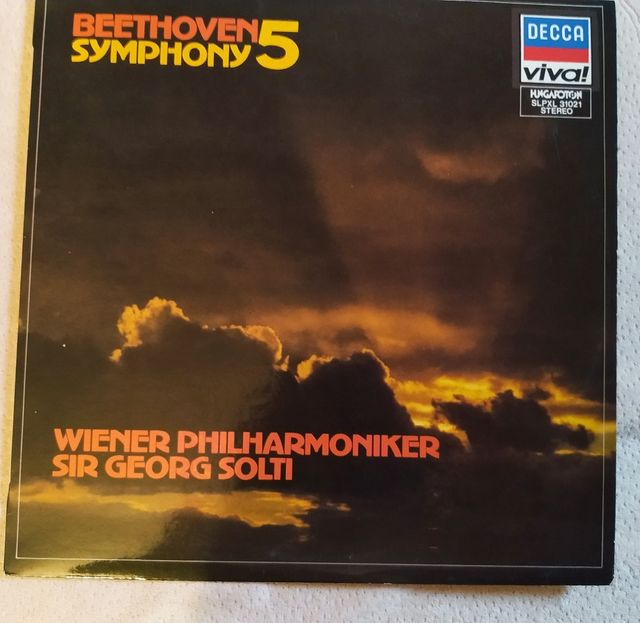 BEETHOVEN
SYMPHONY 5
DECCA
viva!
HUNGAROTON
SLPXL 31021
STEREO
WIENER PHILHARMONIKER
SIR GEORG SOLTI